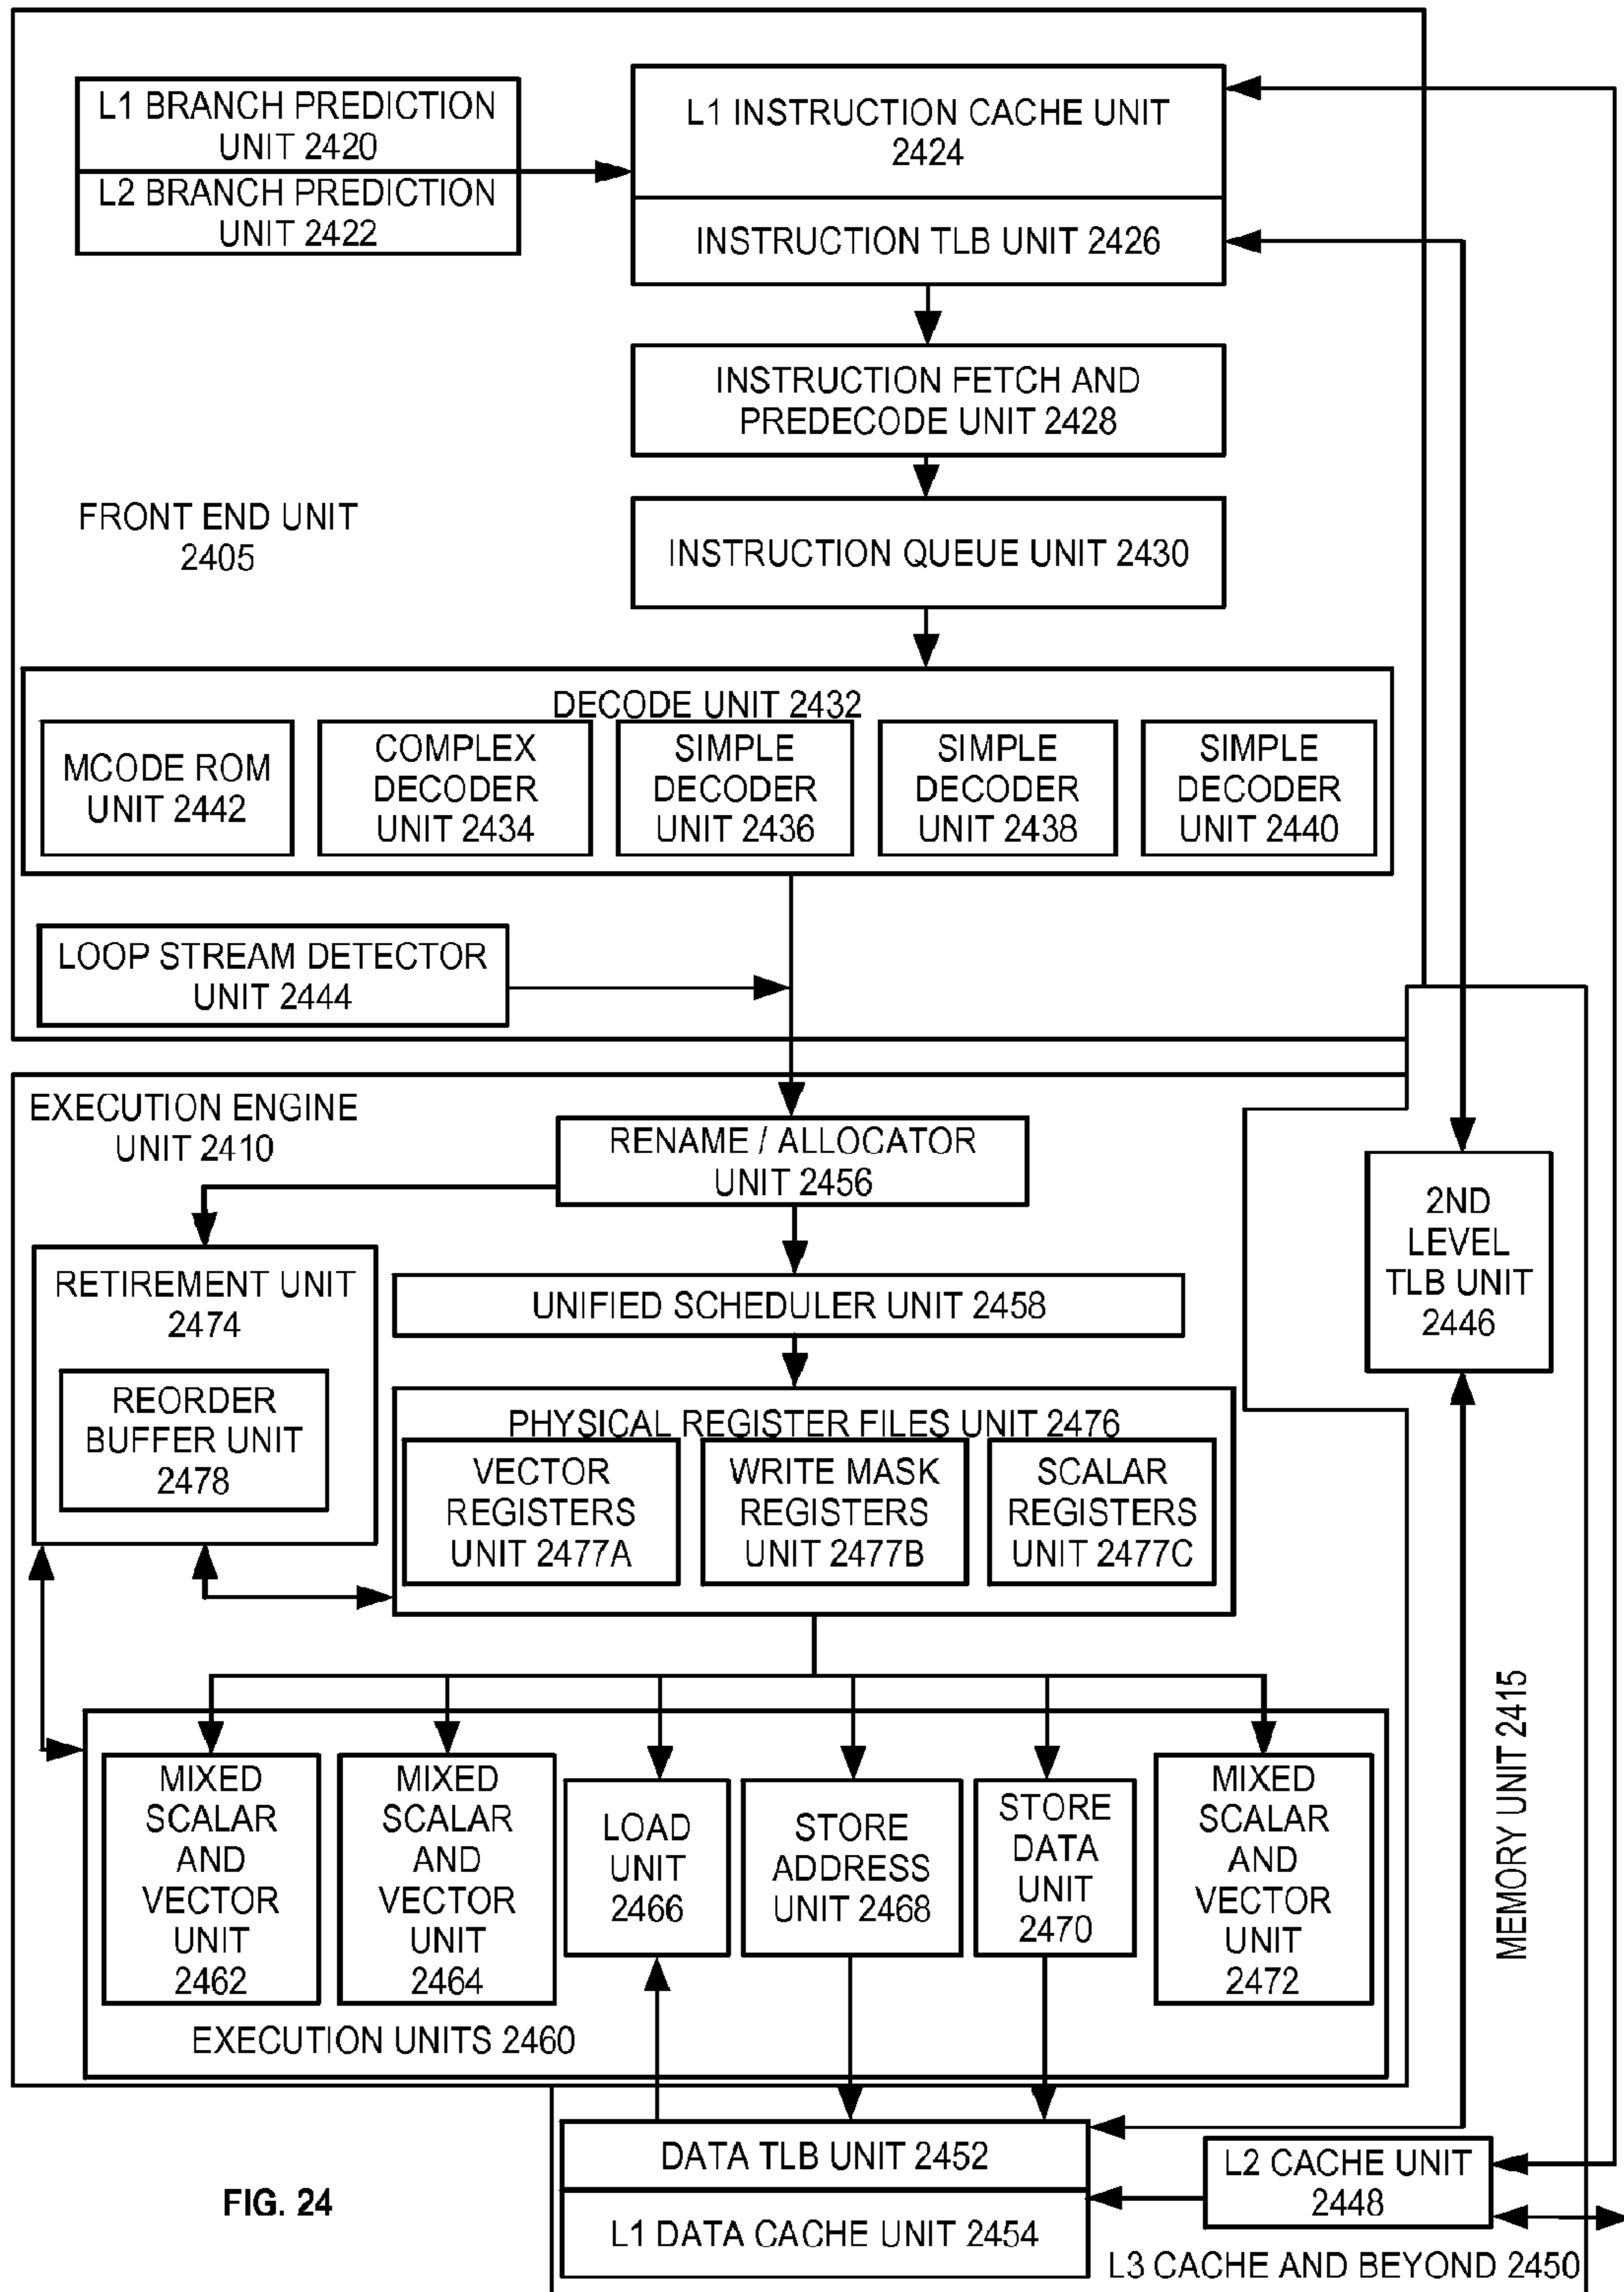 L1 BRANCH PREDICTION
UNIT 2420
L2 BRANCH PREDICTION
UNIT 2422
L1 INSTRUCTION CACHE UNIT
2424
INSTRUCTION TLB UNIT 2426
INSTRUCTION FETCH AND
PREDECODE UNIT 2428
FRONT END UNIT
2405
INSTRUCTION QUEUE UNIT 2430
DECODE UNIT 2432
MCODE ROM
UNIT 2442
COMPLEX
DECODER
UNIT 2434
SIMPLE
DECODER
UNIT 2436
SIMPLE
DECODER
UNIT 2438
SIMPLE
DECODER
UNIT 2440
LOOP STREAM DETECTOR
UNIT 2444
EXECUTION ENGINE
UNIT 2410
RENAME / ALLOCATOR
UNIT 2456
2ND
LEVEL
TLB UNIT
2446
RETIREMENT UNIT
2474
UNIFIED SCHEDULER UNIT 2458
REORDER
BUFFER UNIT
2478
PHYSICAL REGISTER FILES UNIT 2476
VECTOR
REGISTERS
UNIT 2477A
WRITE MASK
REGISTERS
UNIT 2477B
SCALAR
REGISTERS
UNIT 2477C
MEMORY UNIT 2415
MIXED
SCALAR
AND
VECTOR
UNIT
2462
MIXED
SCALAR
AND
VECTOR
UNIT
2464
LOAD
UNIT
2466
STORE
ADDRESS
UNIT 2468
STORE
DATA
UNIT
2470
MIXED
SCALAR
AND
VECTOR
UNIT
2472
EXECUTION UNITS 2460
DATA TLB UNIT 2452
L1 DATA CACHE UNIT 2454
L2 CACHE UNIT
2448
L3 CACHE AND BEYOND 2450
FIG. 24